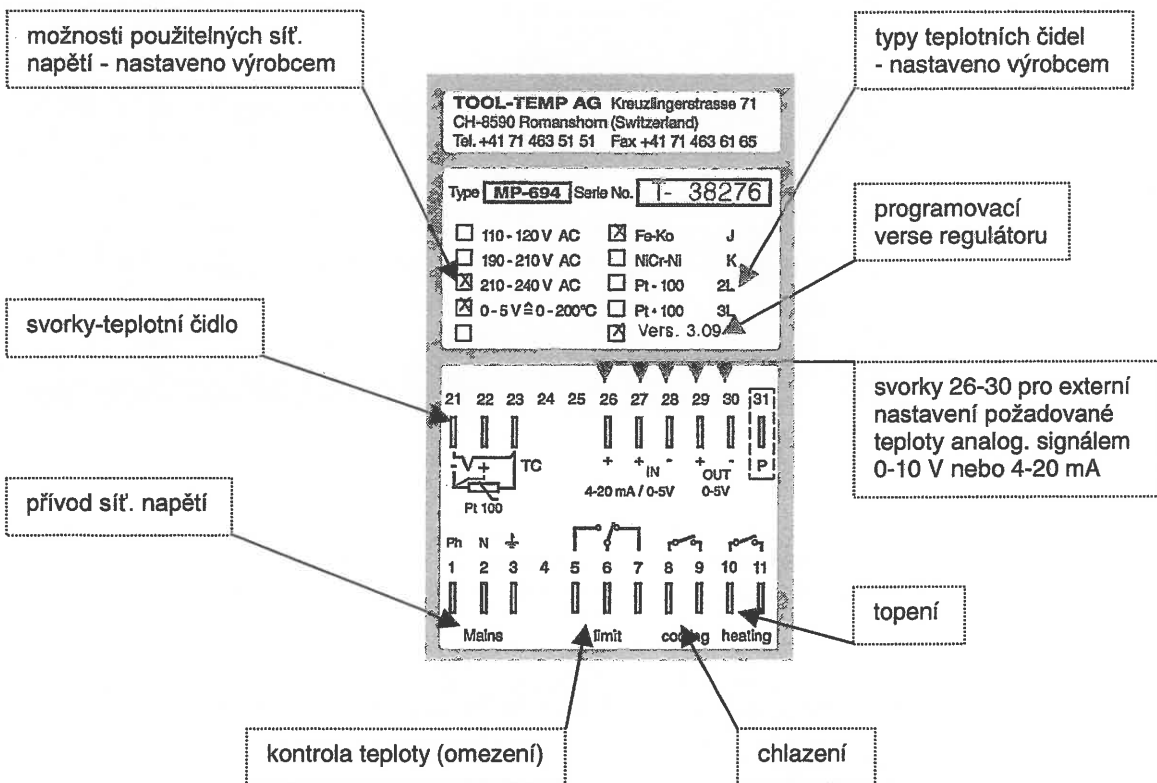 možnosti použitelných síť.
napětí - nastaveno výrobcem
typy teplotních čidel
- nastaveno výrobcem
TOOL-TEMP AG Kreuzlingerstrasse 71
CH-8590 Romanshorn (Switzerland)
Tel. +41 71 463 51 51 Fax +41 71 463 61 65
Type MP-694 Serie No. T- 38276
110-120 V AC Fe-Ko J
190-210 V AC NiCr-Ni K
210-240 V AC Pt-100 2L
0-5 V ≙ 0-200°C Pt-100 3L
Vers. 3.09
programovací
verse regulátoru
svorky-teplotní čidlo
svorky 26-30 pro externí
nastavení požadované
teploty analog. signálem
0-10 V nebo 4-20 mA
21 22 23 24 25 26 27 28 29 30 31
+ + IN - + OUT - P
- + TC
4-20 mA / 0-5V 0-5V
Pt 100
přívod síť. napětí
Ph N
1 2 3 4 5 6 7 8 9 10 11
Mains limit cooling heating
topení
kontrola teploty (omezení)
chlazení